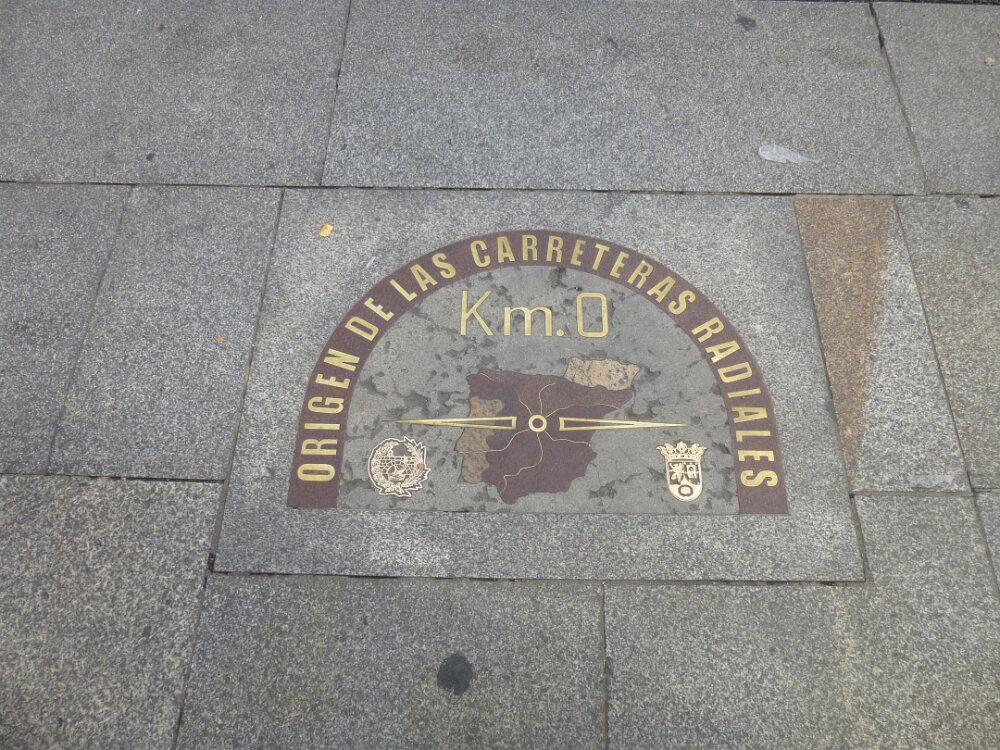 ORIGEN DE LAS CARRETERAS RADIALES
Km.0